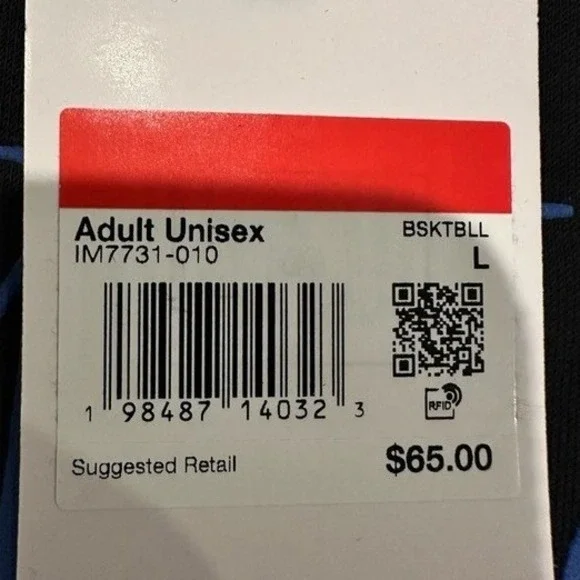 Adult Unisex BSKTBLL
IM7731-010 L
1 98487 14032 3
RFID
Suggested Retail $65.00